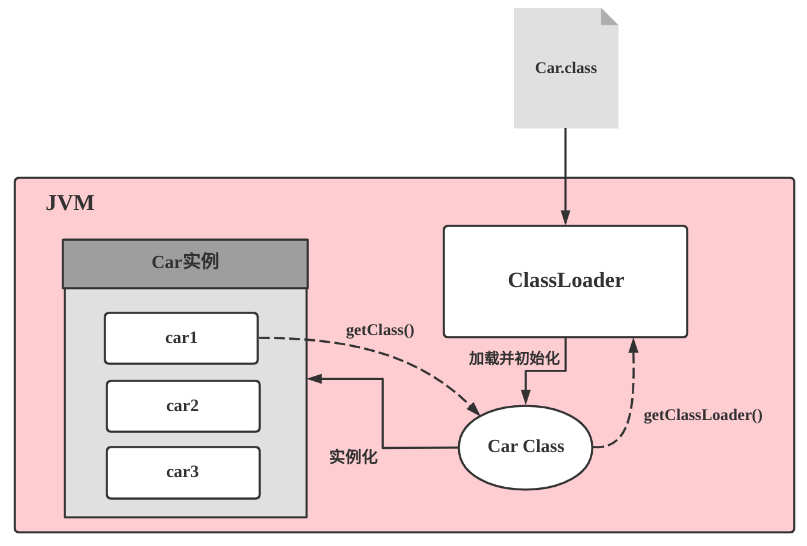 Car.class
JVM
Car实例
ClassLoader
car1
getClass()
加载并初始化
car2
getClassLoader()
Car Class
实例化
car3